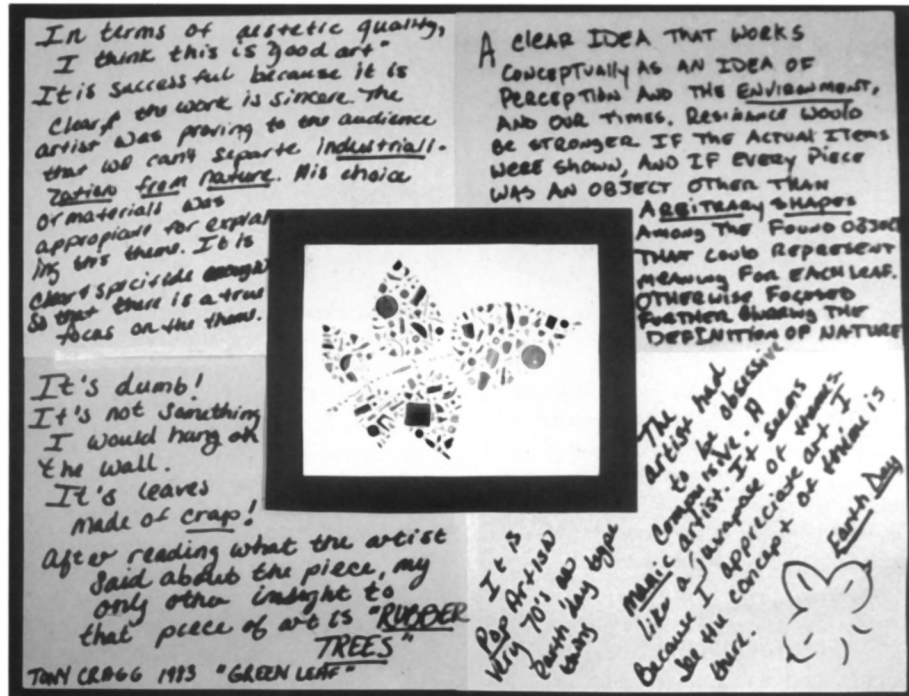 In terms of aestetic quality,
I think this is "good art"
It is successful because it is
clear, & the work is sincere. The
artist was proving to the audience
that we can't separte industriali-
zation from nature. His choice
of materials was
appropiate for explain
ing this theme. It is
clear & specicide enough
so that there is a true
focus on the theme.
A CLEAR IDEA THAT WORKS
CONCEPTUALLY AS AN IDEA OF
PERCEPTION AND THE ENVIRONMENT,
AND OUR TIMES. RESINANCE WOULD
BE STRONGER IF THE ACTUAL ITEMS
WERE SHOWN, AND IF EVERY PIECE
WAS AN OBJECT OTHER THAN
ARBITRARY SHAPES
AMONG THE FOUND OBJECT
THAT COULD REPRESENT
MEANING FOR EACH LEAF.
OTHERWISE FOCUSED
FURTHER BLURING THE
DEFINITION OF NATURE
It's dumb!
It's not something
I would hang on
the wall.
It's leaves
made of crap!
After reading what the artist
said about the piece, my
only other insight to
that piece of art is "RUBBER
TREES"
TONY CRAGG 1983 "GREEN LEAF"
It is
Pop Artish
Very 70's
Earth day type
thing
The artist had
to be obsessive
Compulsive. A
manic artist. It seems
like a of themes.
Because I appreciate art I
see the concept of theme is
there.
Earth Day